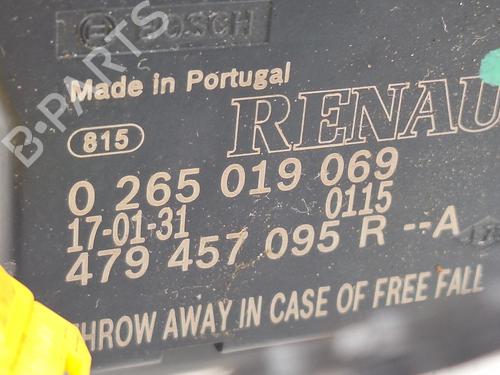 BOSCH
B-PARTS
Made in Portugal
815
RENAU
0 265 019 069
17-01-31 0115
479 457 095 R --A
THROW AWAY IN CASE OF FREE FALL